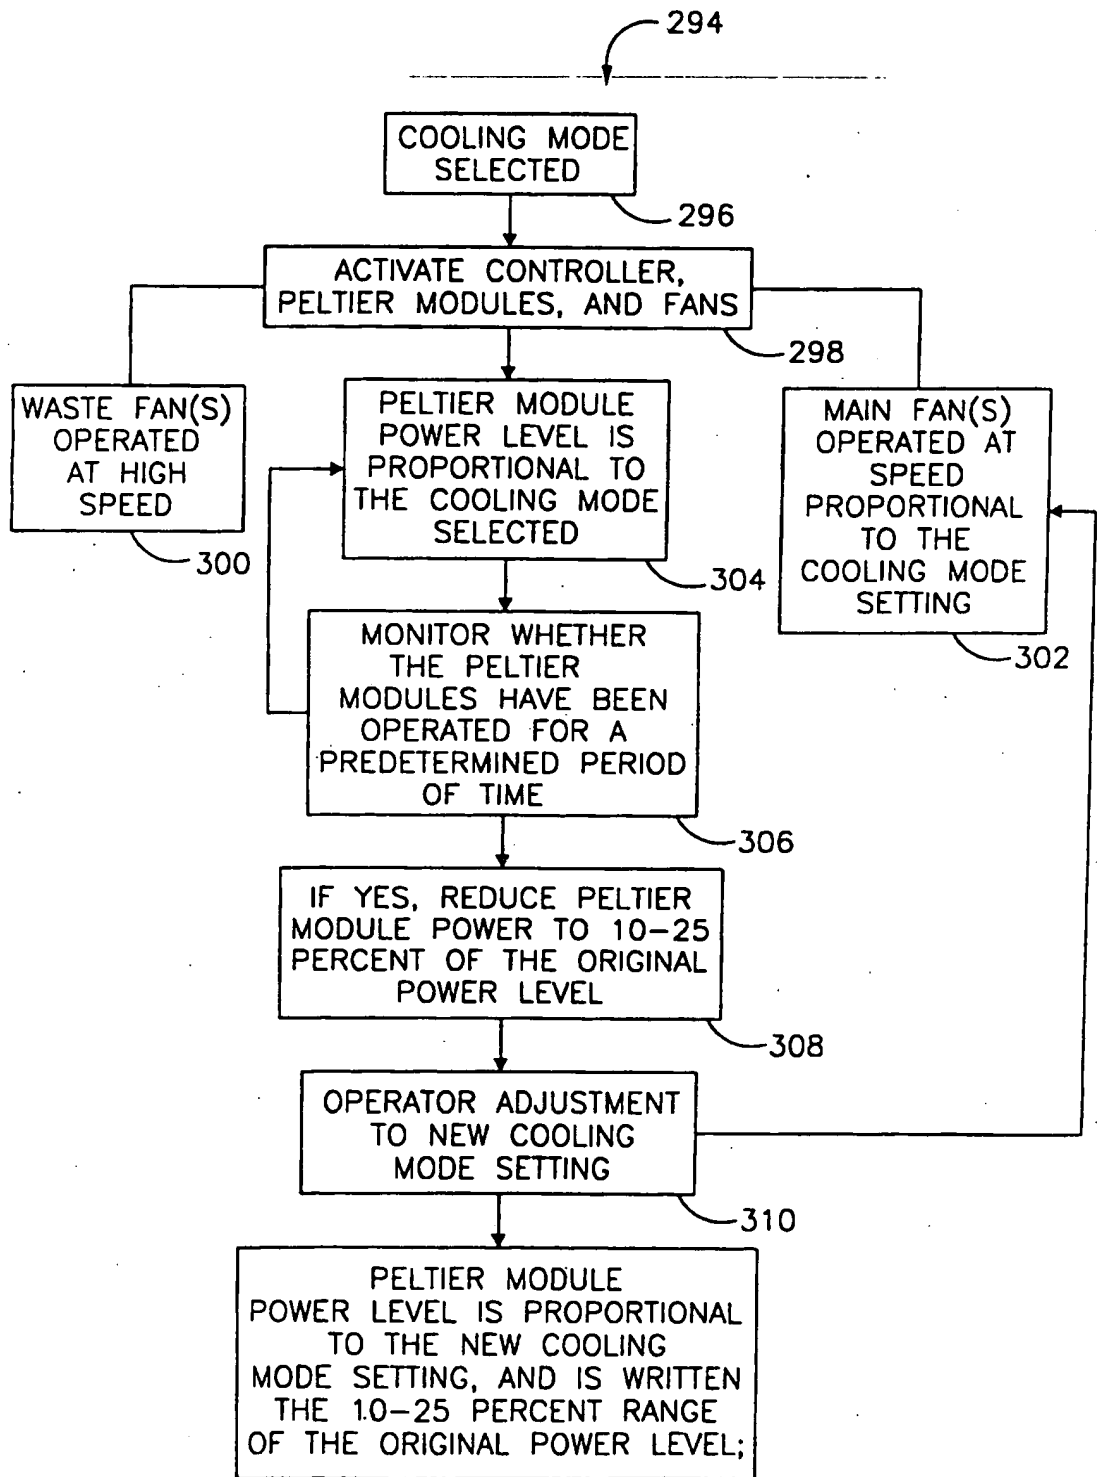 294
COOLING MODE
SELECTED
296
ACTIVATE CONTROLLER,
PELTIER MODULES, AND FANS
298
WASTE FAN(S)
OPERATED
AT HIGH
SPEED
300
PELTIER MODULE
POWER LEVEL IS
PROPORTIONAL TO
THE COOLING MODE
SELECTED
304
MAIN FAN(S)
OPERATED AT
SPEED
PROPORTIONAL
TO THE
COOLING MODE
SETTING
302
MONITOR WHETHER
THE PELTIER
MODULES HAVE BEEN
OPERATED FOR A
PREDETERMINED PERIOD
OF TIME
306
IF YES, REDUCE PELTIER
MODULE POWER TO 10-25
PERCENT OF THE ORIGINAL
POWER LEVEL
308
OPERATOR ADJUSTMENT
TO NEW COOLING
MODE SETTING
310
PELTIER MODULE
POWER LEVEL IS PROPORTIONAL
TO THE NEW COOLING
MODE SETTING, AND IS WRITTEN
THE 10-25 PERCENT RANGE
OF THE ORIGINAL POWER LEVEL;